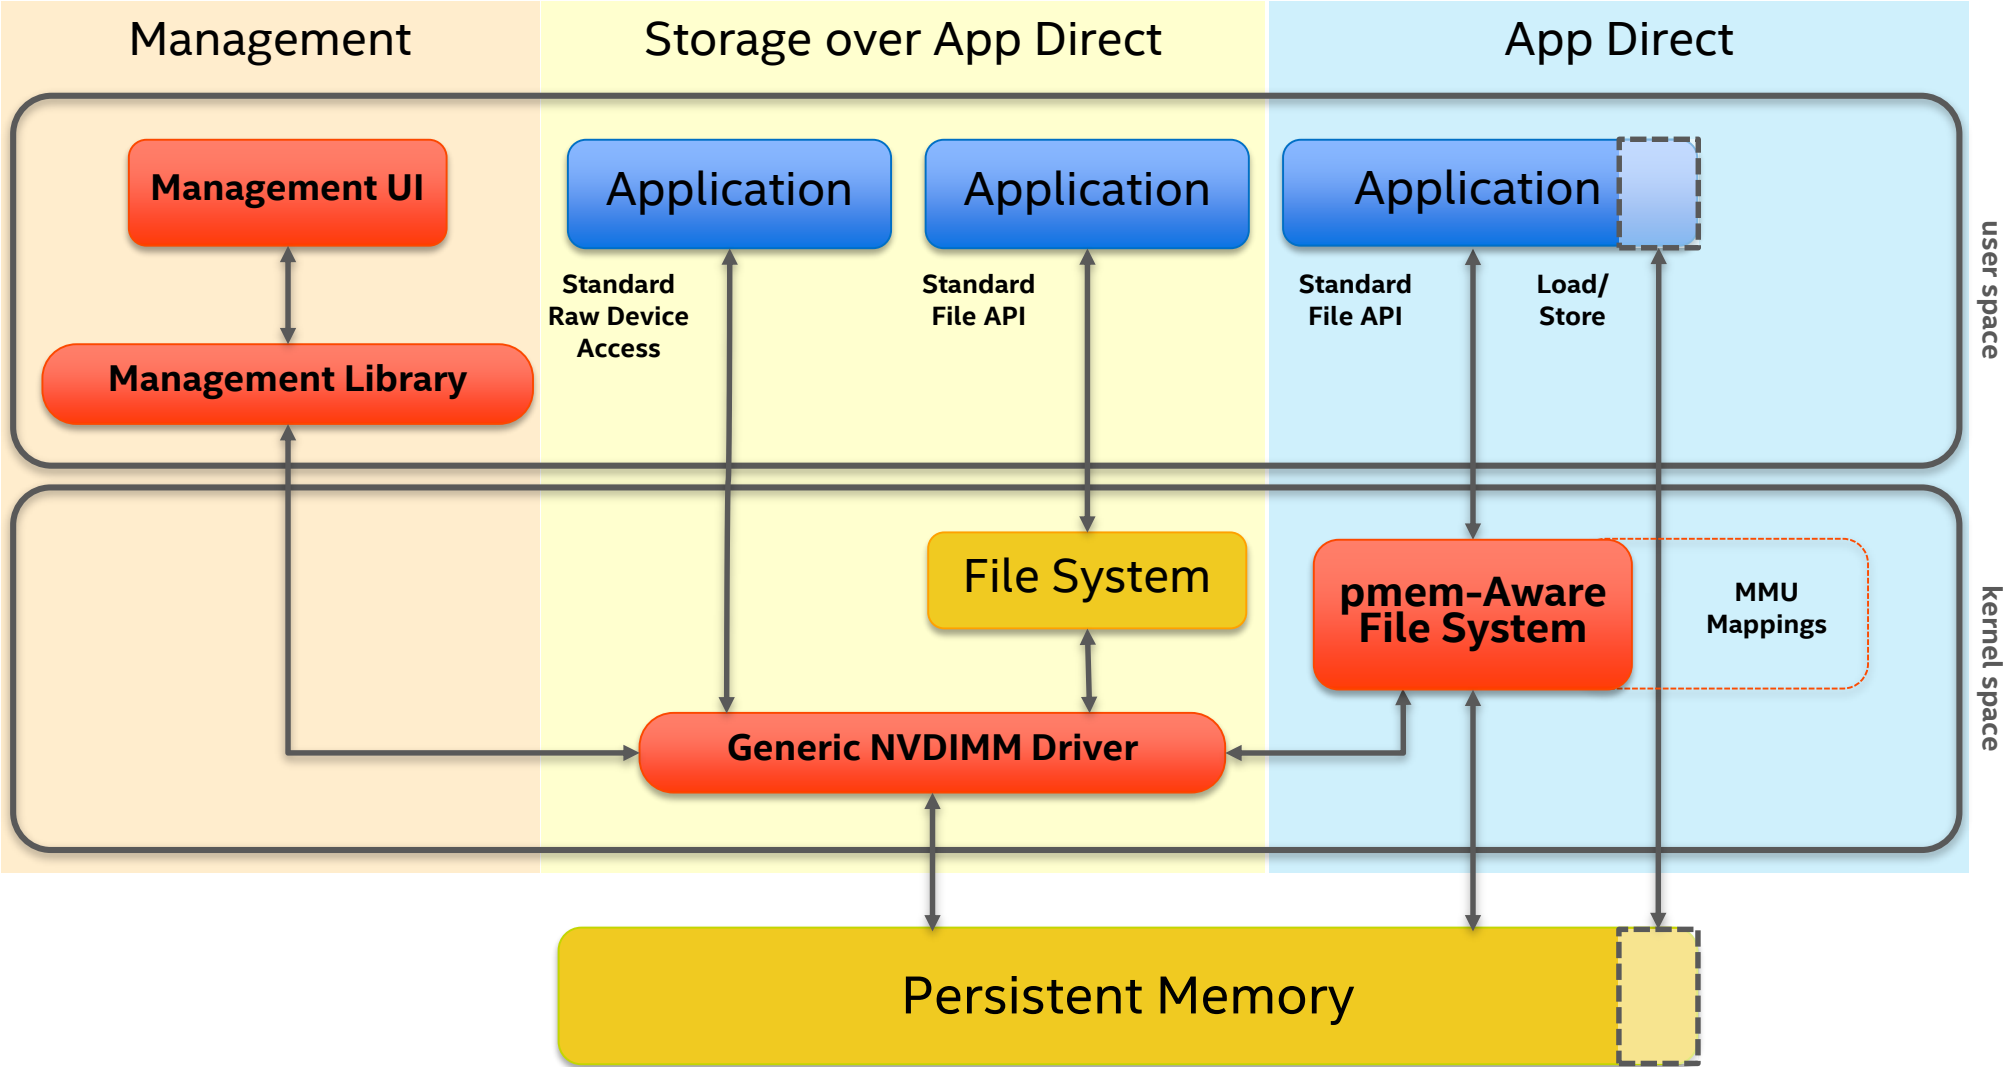 Management
Storage over App Direct
App Direct
Management UI
Application
Application
Application
Standard
Raw Device
Access
Standard
File API
Standard
File API
Load/
Store
user space
Management Library
File System
pmem-Aware
File System
MMU
Mappings
kernel space
Generic NVDIMM Driver
Persistent Memory